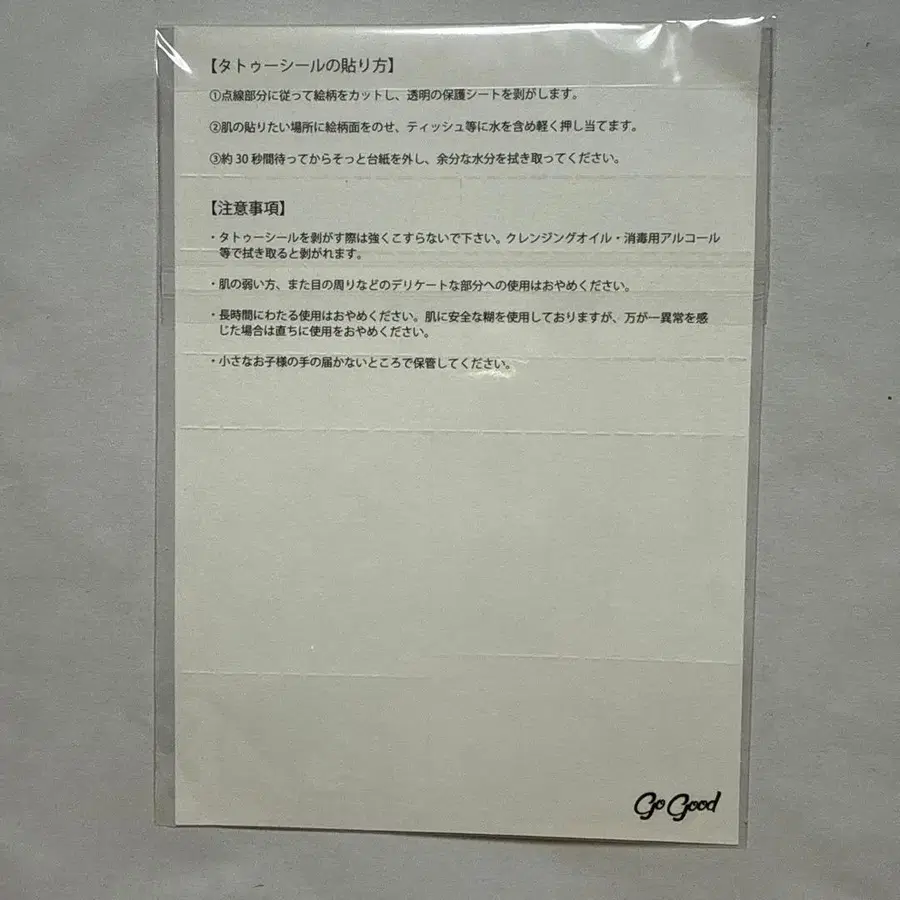 【タトゥーシールの貼り方】
①点線部分に従って絵柄をカットし、透明の保護シートを剥がします。
②肌の貼りたい場所に絵柄面をのせ、ティッシュ等に水を含め軽く押し当てます。
③約 30 秒間待ってからそっと台紙を外し、余分な水分を拭き取ってください。
【注意事項】
・タトゥーシールを剥がす際は強くこすらないで下さい。クレンジングオイル・消毒用アルコール
等で拭き取ると剥がれます。
・肌の弱い方、また目の周りなどのデリケートな部分への使用はおやめください。
・長時間にわたる使用はおやめください。肌に安全な糊を使用しておりますが、万が一異常を感
じた場合は直ちに使用をおやめください。
・小さなお子様の手の届かないところで保管してください。
Go Good